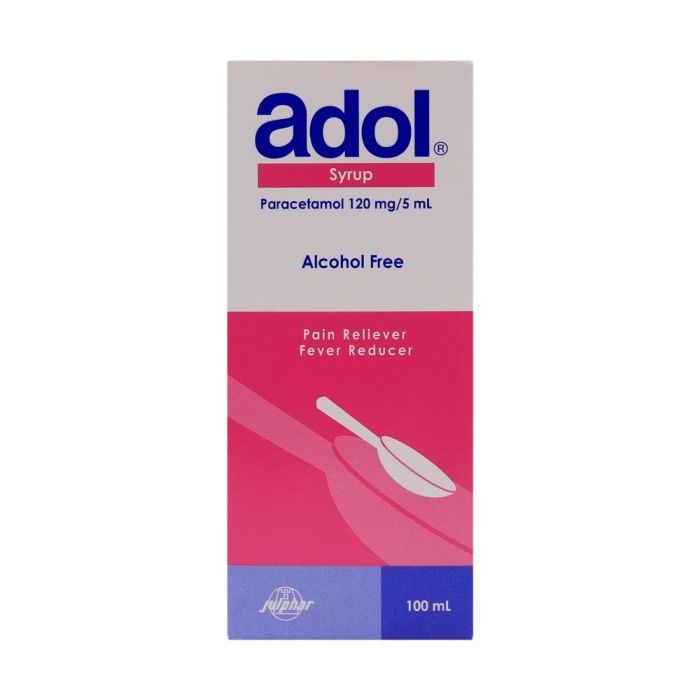 adol®
Syrup
Paracetamol 120 mg/5 mL
Alcohol Free
Pain Reliever
Fever Reducer
julphar
100 mL